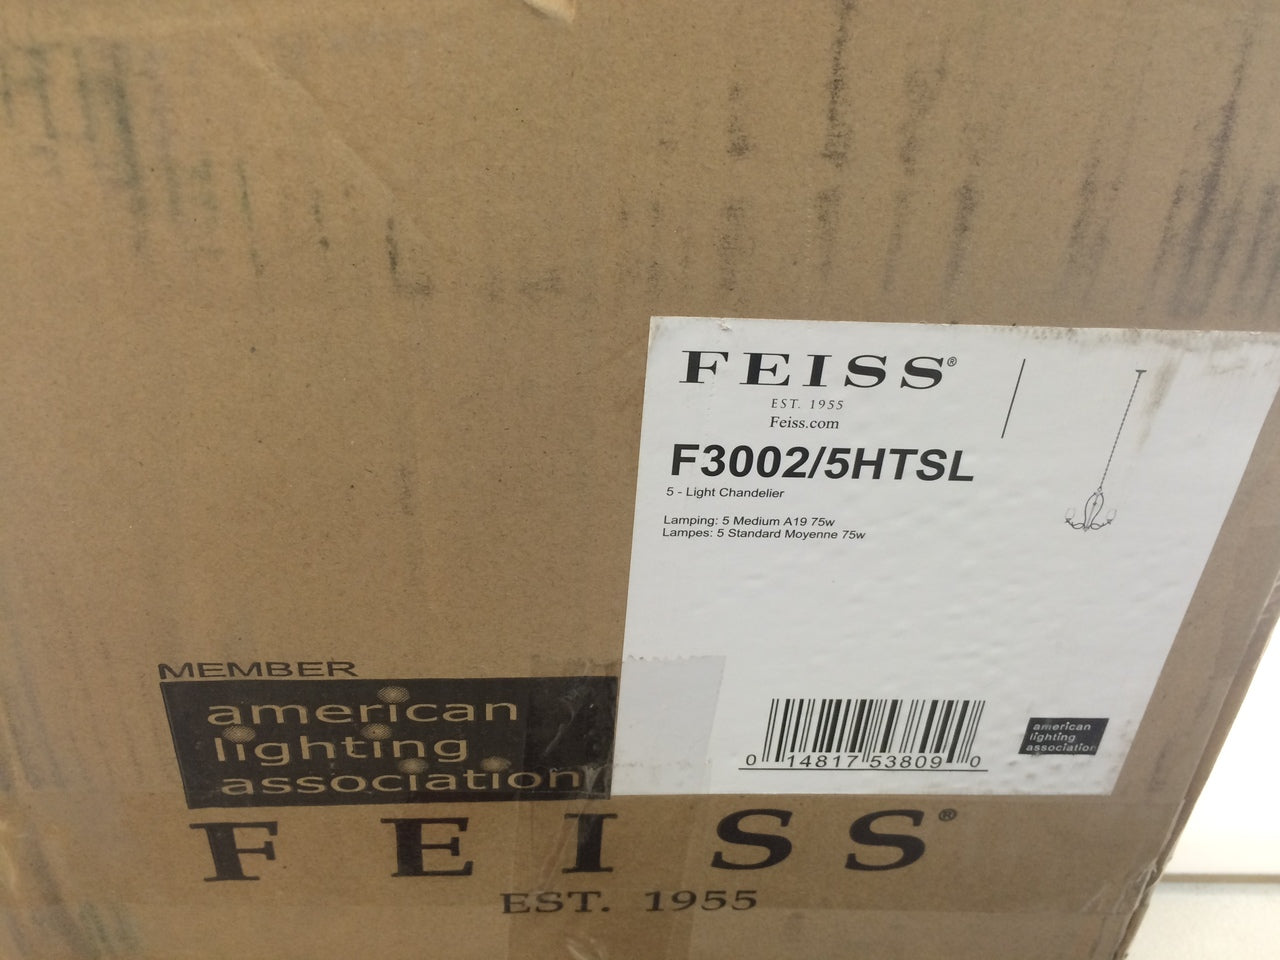 FEISS®
EST. 1955
Feiss.com
F3002/5HTSL
5 - Light Chandelier
Lamping: 5 Medium A19 75w
Lampes: 5 Standard Moyenne 75w
0 14817 53809 0
american
lighting
association
MEMBER
american
lighting
association
FEISS®
EST. 1955